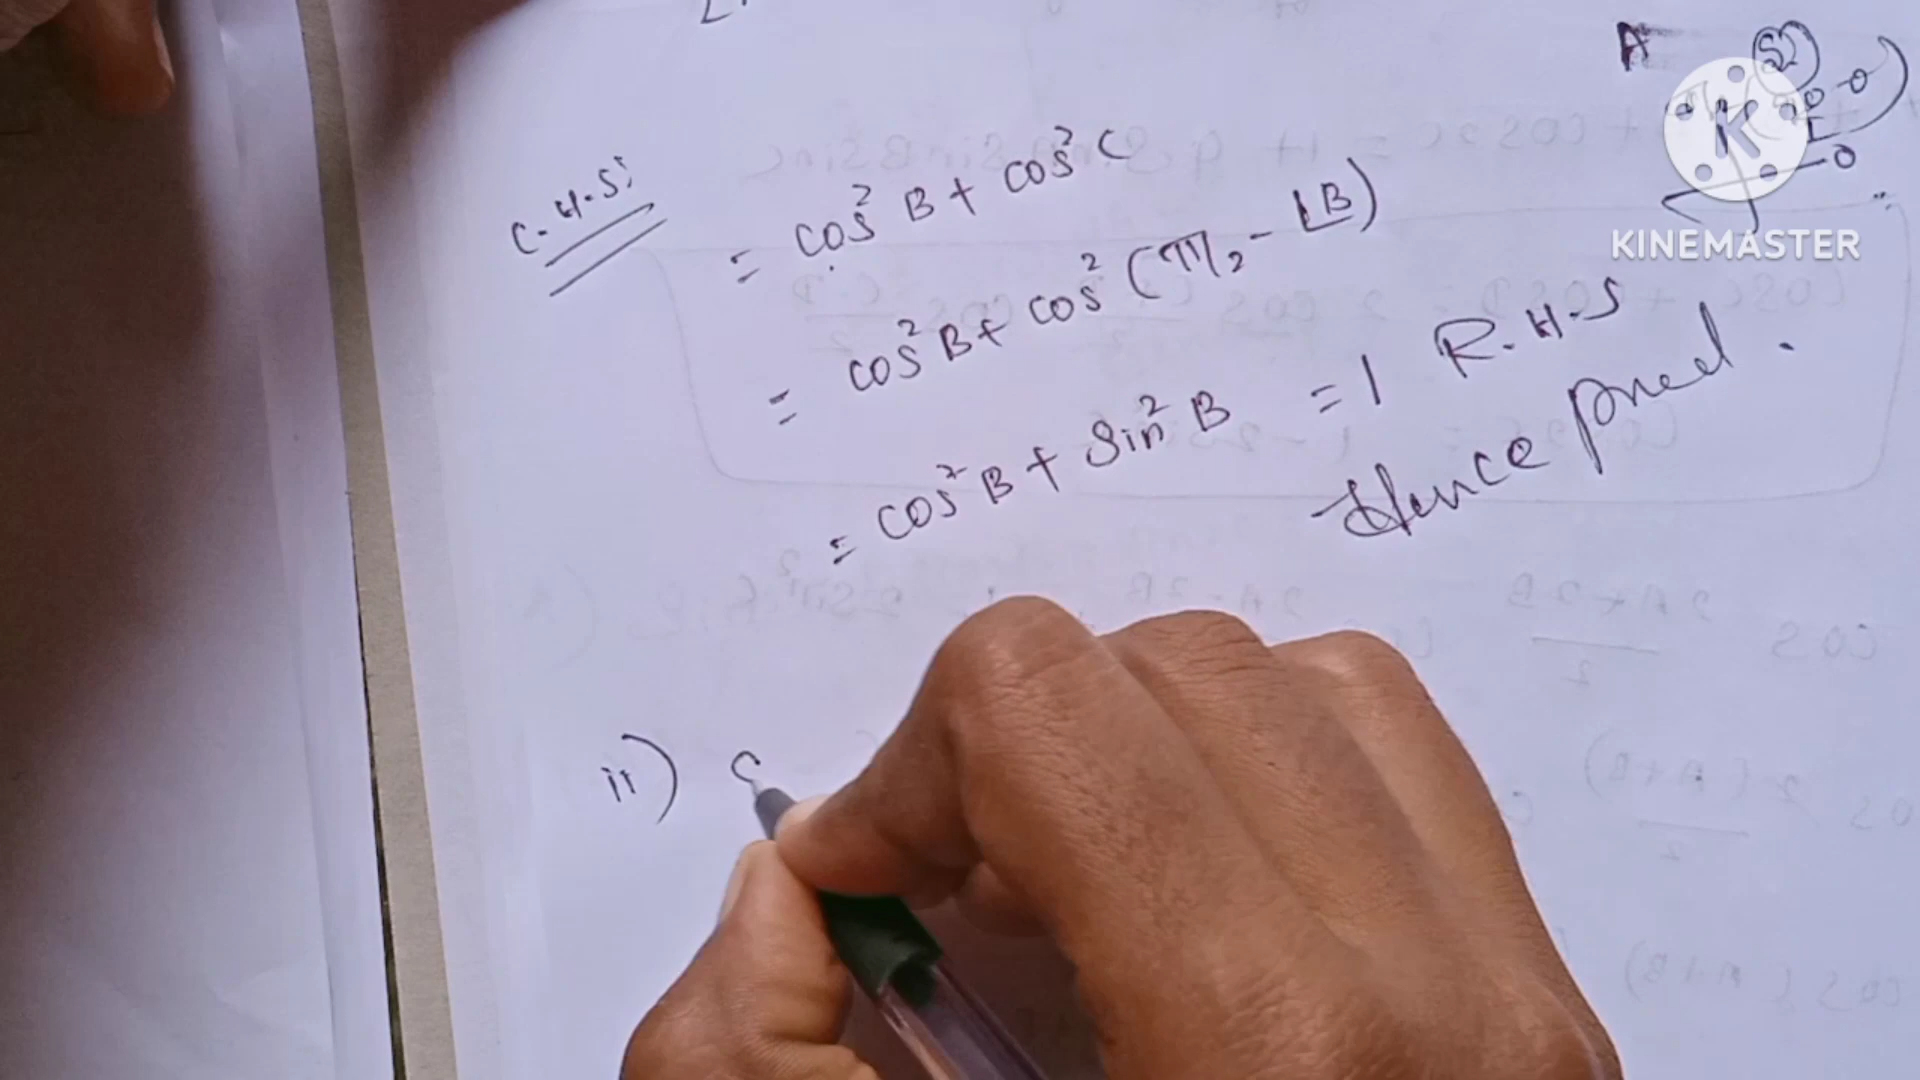 A
C.H.S:
= cos² B + cos² C
= cos² B + cos² (π/2 - ∠B)
= cos² B + Sin² B = 1 R.H.S
Hence proved.
ii)
KINEMASTER